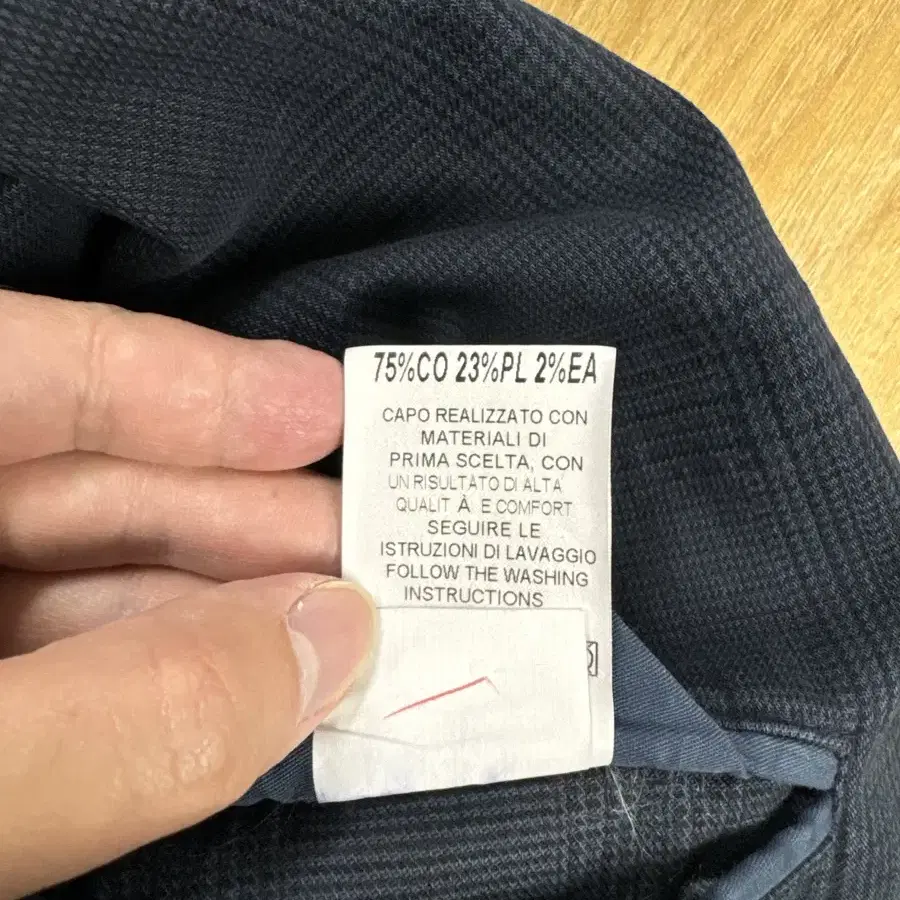 75%CO 23%PL 2%EA
CAPO REALIZZATO CON
MATERIALI DI
PRIMA SCELTA, CON
UN RISULTATO DI ALTA
QUALIT À E COMFORT
SEGUIRE LE
ISTRUZIONI DI LAVAGGIO
FOLLOW THE WASHING
INSTRUCTIONS